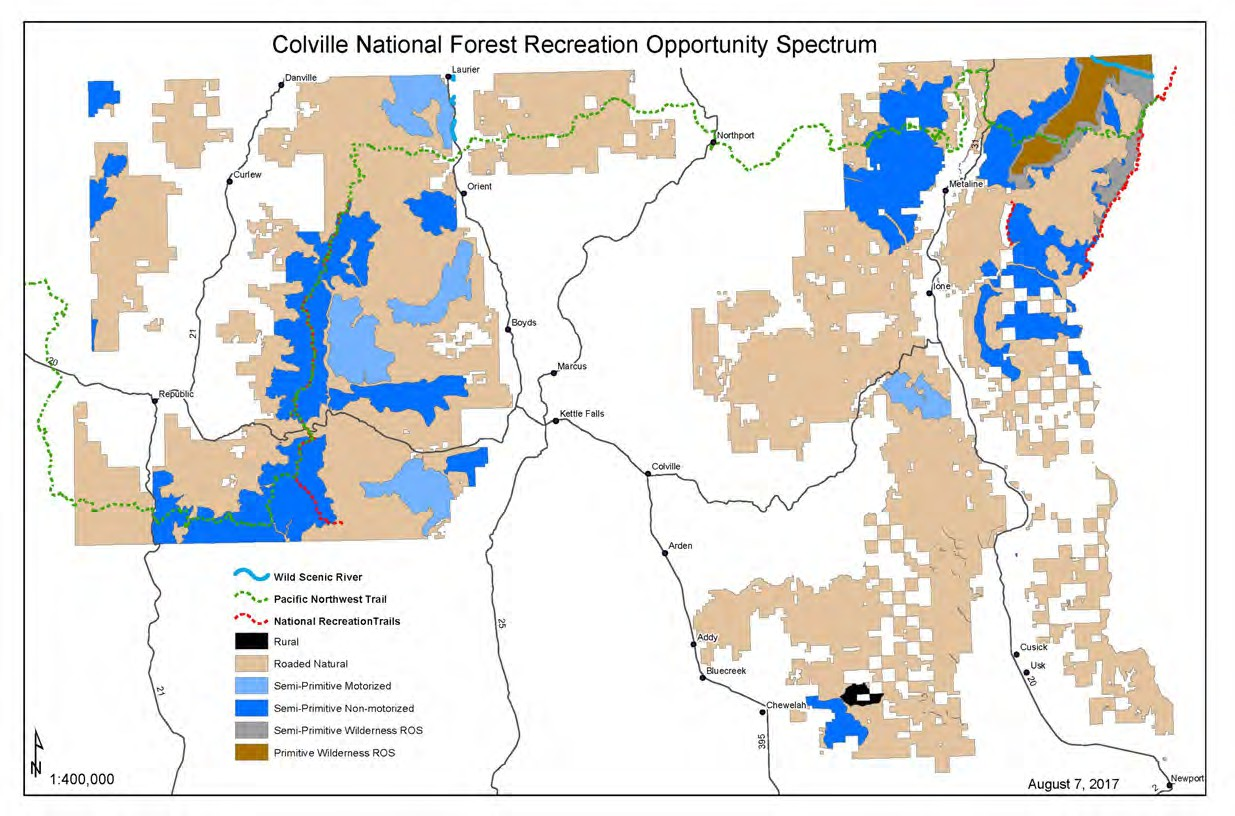 Colville National Forest Recreation Opportunity Spectrum
Laurier
Danville
Northport
31
Curlew
Metaline
Orient
Ione
21
Boyds
20
Marcus
Republic
Kettle Falls
Colville
Arden
Wild Scenic River
Pacific Northwest Trail
National RecreationTrails
Rural
Roaded Natural
Semi-Primitive Motorized
Semi-Primitive Non-motorized
Semi-Primitive Wilderness ROS
Primitive Wilderness ROS
25
Addy
Cusick
Usk
20
Bluecreek
21
Chewelah
395
N
1:400,000
August 7, 2017
Newport
2